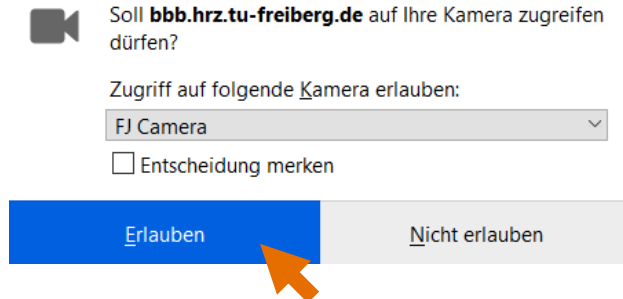 Soll bbb.hrz.tu-freiberg.de auf Ihre Kamera zugreifen
dürfen?
Zugriff auf folgende Kamera erlauben:
FJ Camera
Entscheidung merken
Erlauben
Nicht erlauben